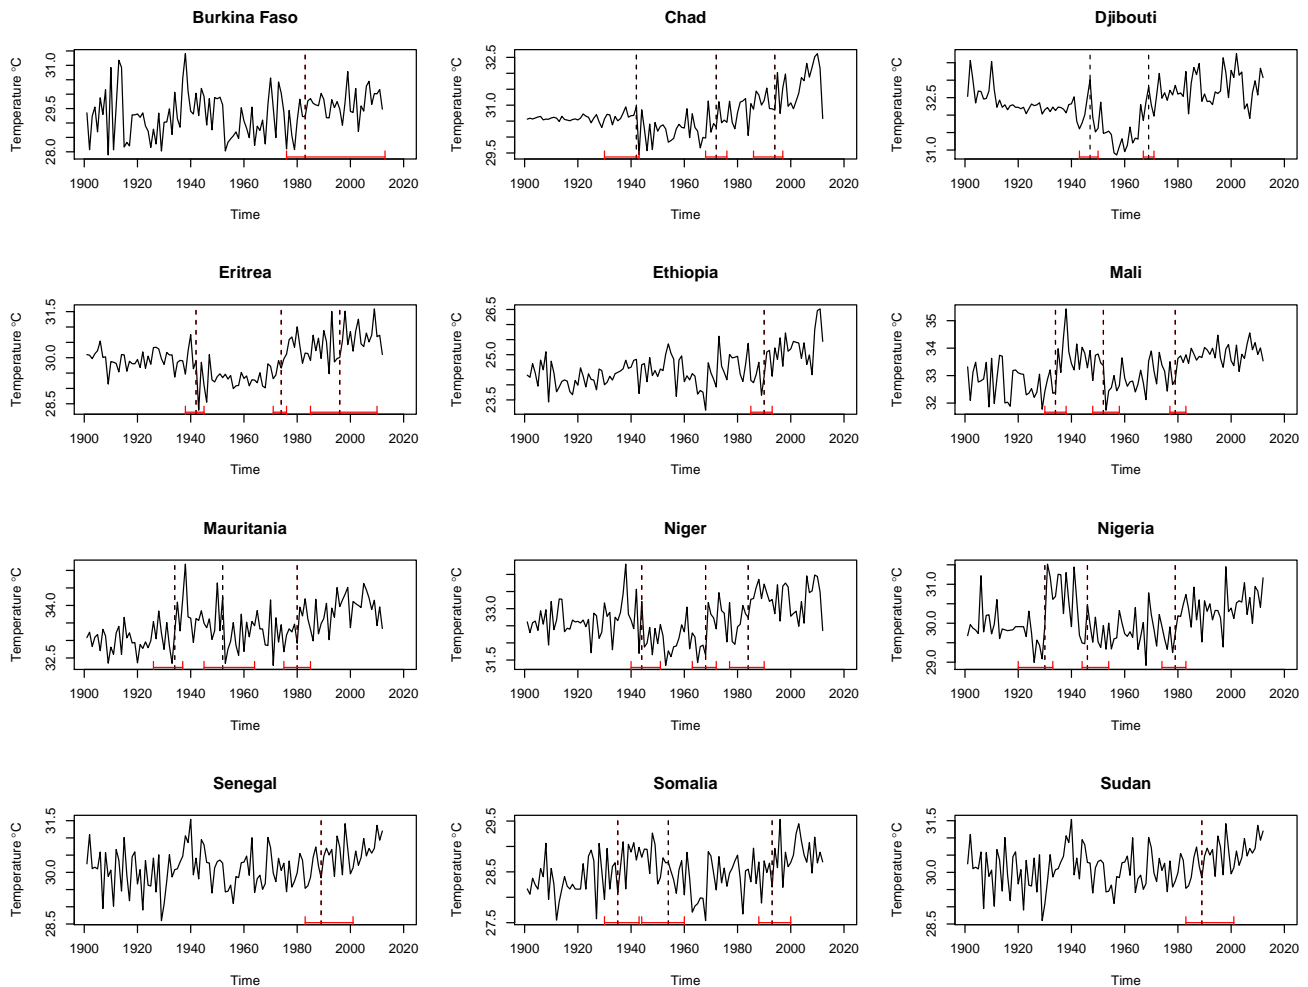 Burkina Faso
Temperature °C
28.0 29.5 31.0
1900 1920 1940 1960 1980 2000 2020
Time
Chad
Temperature °C
29.5 31.0 32.5
1900 1920 1940 1960 1980 2000 2020
Time
Djibouti
Temperature °C
31.0 32.5
1900 1920 1940 1960 1980 2000 2020
Time
Eritrea
Temperature °C
28.5 30.0 31.5
1900 1920 1940 1960 1980 2000 2020
Time
Ethiopia
Temperature °C
23.5 25.0 26.5
1900 1920 1940 1960 1980 2000 2020
Time
Mali
Temperature °C
32 33 34 35
1900 1920 1940 1960 1980 2000 2020
Time
Mauritania
Temperature °C
32.5 34.0
1900 1920 1940 1960 1980 2000 2020
Time
Niger
Temperature °C
31.5 33.0
1900 1920 1940 1960 1980 2000 2020
Time
Nigeria
Temperature °C
29.0 30.0 31.0
1900 1920 1940 1960 1980 2000 2020
Time
Senegal
Temperature °C
28.5 30.0 31.5
1900 1920 1940 1960 1980 2000 2020
Time
Somalia
Temperature °C
27.5 28.5 29.5
1900 1920 1940 1960 1980 2000 2020
Time
Sudan
Temperature °C
28.5 30.0 31.5
1900 1920 1940 1960 1980 2000 2020
Time